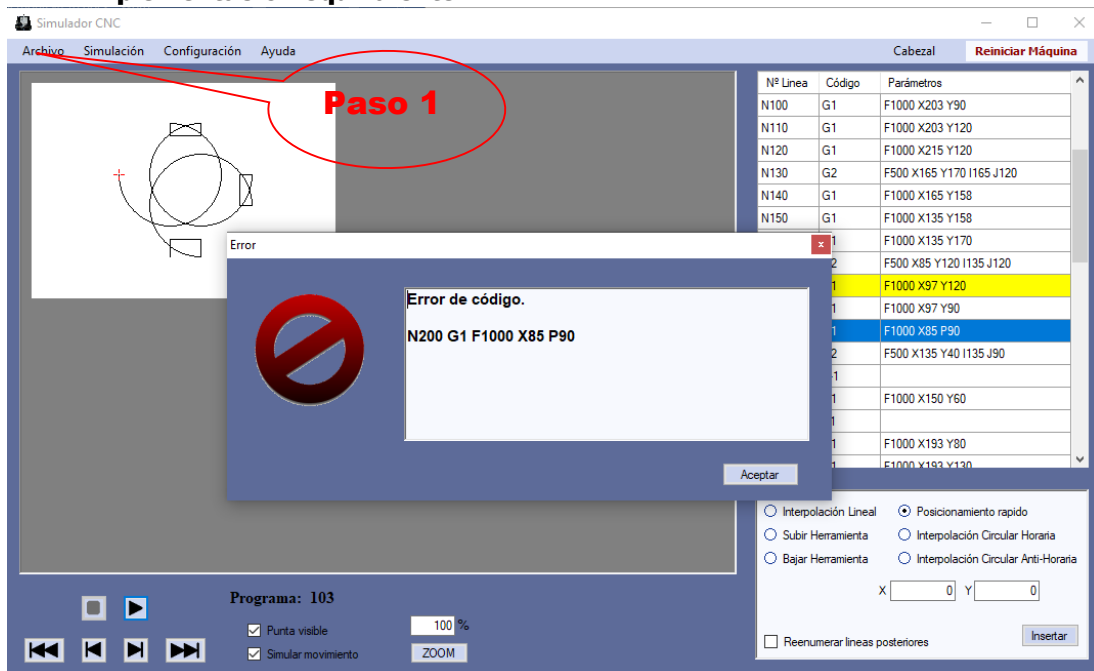 Simulador CNC
Archivo Simulación Configuración Ayuda Cabezal Reiniciar Máquina
Paso 1
Nº Linea Código Parámetros
N100 G1 F1000 X203 Y90
N110 G1 F1000 X203 Y120
N120 G1 F1000 X215 Y120
N130 G2 F500 X165 Y170 I165 J120
N140 G1 F1000 X165 Y158
N150 G1 F1000 X135 Y158
F1000 X135 Y170
F500 X85 Y120 I135 J120
F1000 X97 Y120
F1000 X97 Y90
F1000 X85 P90
F500 X135 Y40 I135 J90
F1000 X150 Y60
F1000 X193 Y80
F1000 X193 Y130
Error
Error de código.
N200 G1 F1000 X85 P90
Aceptar
Interpolación Lineal Posicionamiento rapido
Subir Herramienta Interpolación Circular Horaria
Bajar Herramienta Interpolación Circular Anti-Horaria
X 0 Y 0
Reenumerar lineas posteriores Insertar
Programa: 103
Punta visible 100 %
Simular movimiento ZOOM